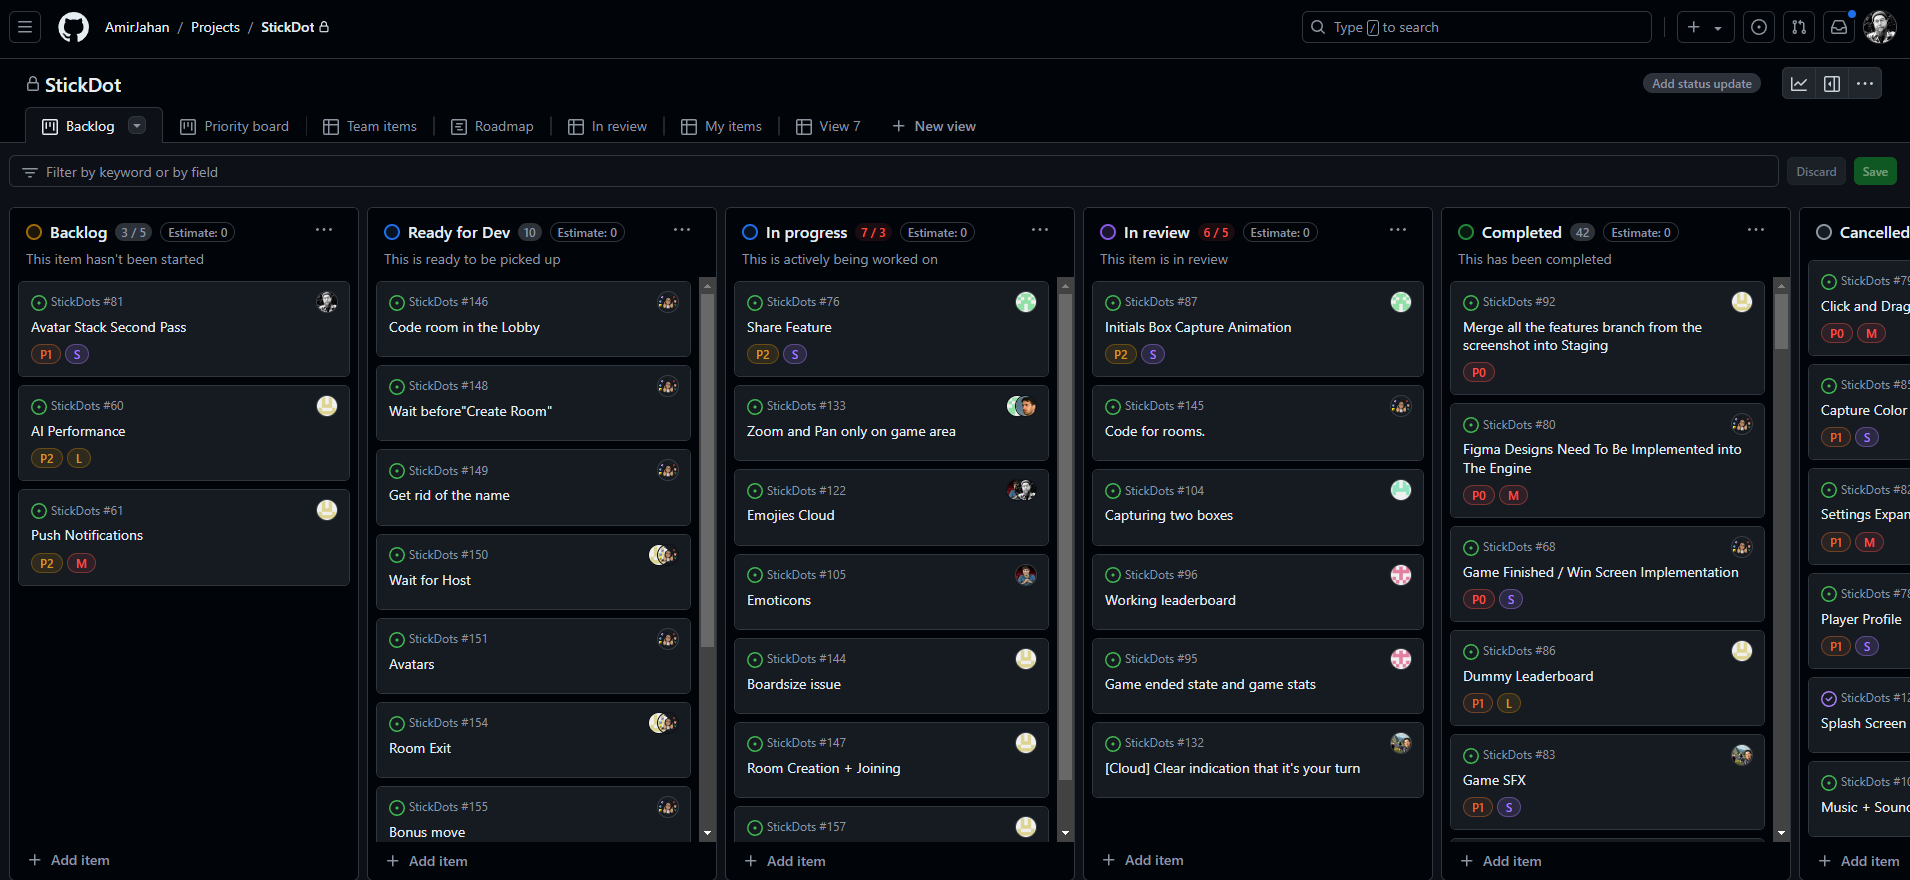 AmirJahan / Projects / StickDot
Type / to search
StickDot
Add status update
Backlog
Priority board
Team items
Roadmap
In review
My items
View 7
New view
Filter by keyword or by field
Discard
Save
Backlog 3 / 5 Estimate: 0
This item hasn't been started
StickDots #81
Avatar Stack Second Pass
P1 S
StickDots #60
AI Performance
P2 L
StickDots #61
Push Notifications
P2 M
Add item
Ready for Dev 10 Estimate: 0
This is ready to be picked up
StickDots #146
Code room in the Lobby
StickDots #148
Wait before"Create Room"
StickDots #149
Get rid of the name
StickDots #150
Wait for Host
StickDots #151
Avatars
StickDots #154
Room Exit
StickDots #155
Bonus move
Add item
In progress 7 / 3 Estimate: 0
This is actively being worked on
StickDots #76
Share Feature
P2 S
StickDots #133
Zoom and Pan only on game area
StickDots #122
Emojies Cloud
StickDots #105
Emoticons
StickDots #144
Boardsize issue
StickDots #147
Room Creation + Joining
StickDots #157
Add item
In review 6 / 5 Estimate: 0
This item is in review
StickDots #87
Initials Box Capture Animation
P2 S
StickDots #145
Code for rooms.
StickDots #104
Capturing two boxes
StickDots #96
Working leaderboard
StickDots #95
Game ended state and game stats
StickDots #132
[Cloud] Clear indication that it's your turn
Add item
Completed 42 Estimate: 0
This has been completed
StickDots #92
Merge all the features branch from the
screenshot into Staging
P0
StickDots #80
Figma Designs Need To Be Implemented into
The Engine
P0 M
StickDots #68
Game Finished / Win Screen Implementation
P0 S
StickDots #86
Dummy Leaderboard
P1 L
StickDots #83
Game SFX
P1 S
Add item
Cancelled
StickDots #79
Click and Drag
P0 M
StickDots #85
Capture Color
P1 S
StickDots #82
Settings Expan
P1 M
StickDots #78
Player Profile
P1 S
StickDots #12
Splash Screen
StickDots #10
Music + Soun
Add item